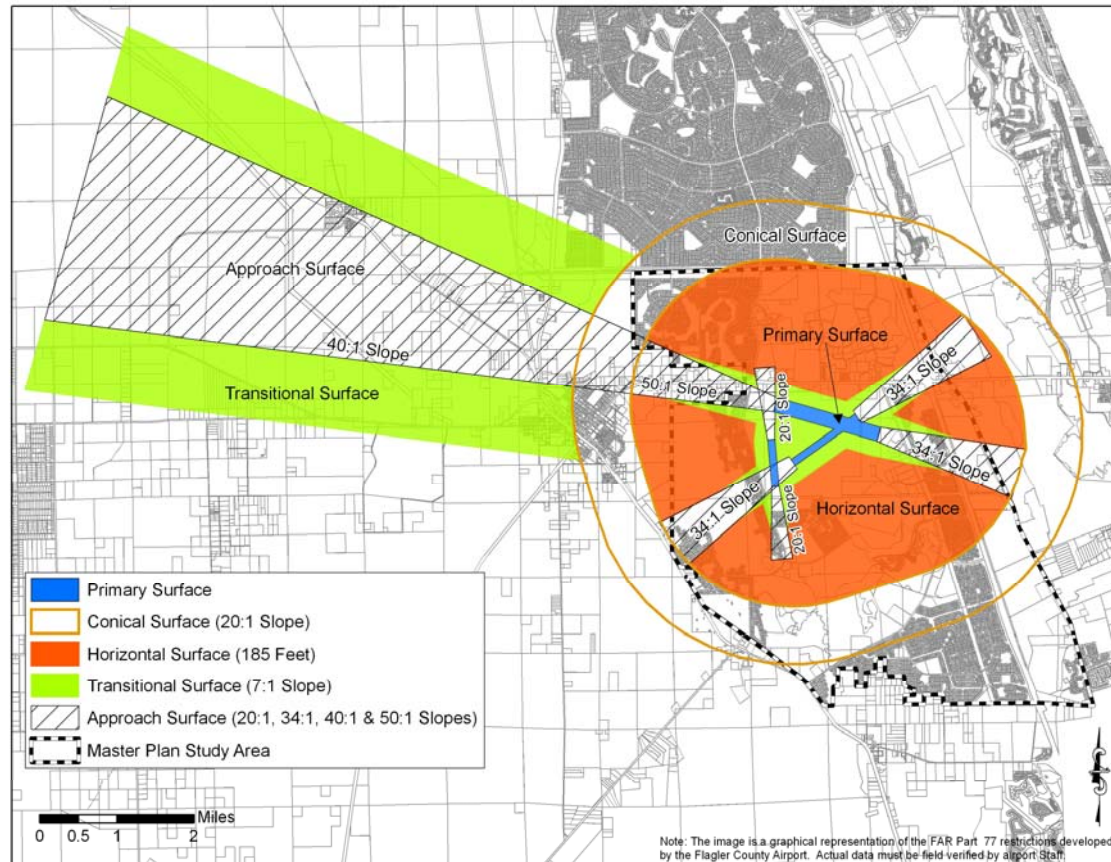 Conical Surface
Approach Surface
Primary Surface
40:1 Slope
50:1 Slope
20:1 Slope
34:1 Slope
Transitional Surface
34:1 Slope
Horizontal Surface
34:1 Slope
20:1 Slope
Primary Surface
Conical Surface (20:1 Slope)
Horizontal Surface (185 Feet)
Transitional Surface (7:1 Slope)
Approach Surface (20:1, 34:1, 40:1 & 50:1 Slopes)
Master Plan Study Area
Miles
0 0.5 1 2
Note: The image is a graphical representation of the FAR Part 77 restrictions developed
by the Flagler County Airport. Actual data must be field verified by airport Staff.